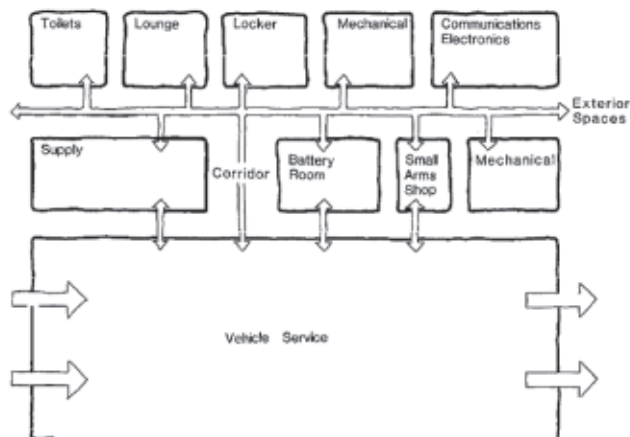 Toilets
Lounge
Locker
Mechanical
Communications
Electronics
Exterior
Spaces
Supply
Corridor
Battery
Room
Small
Arms
Shop
Mechanical
Vehicle Service